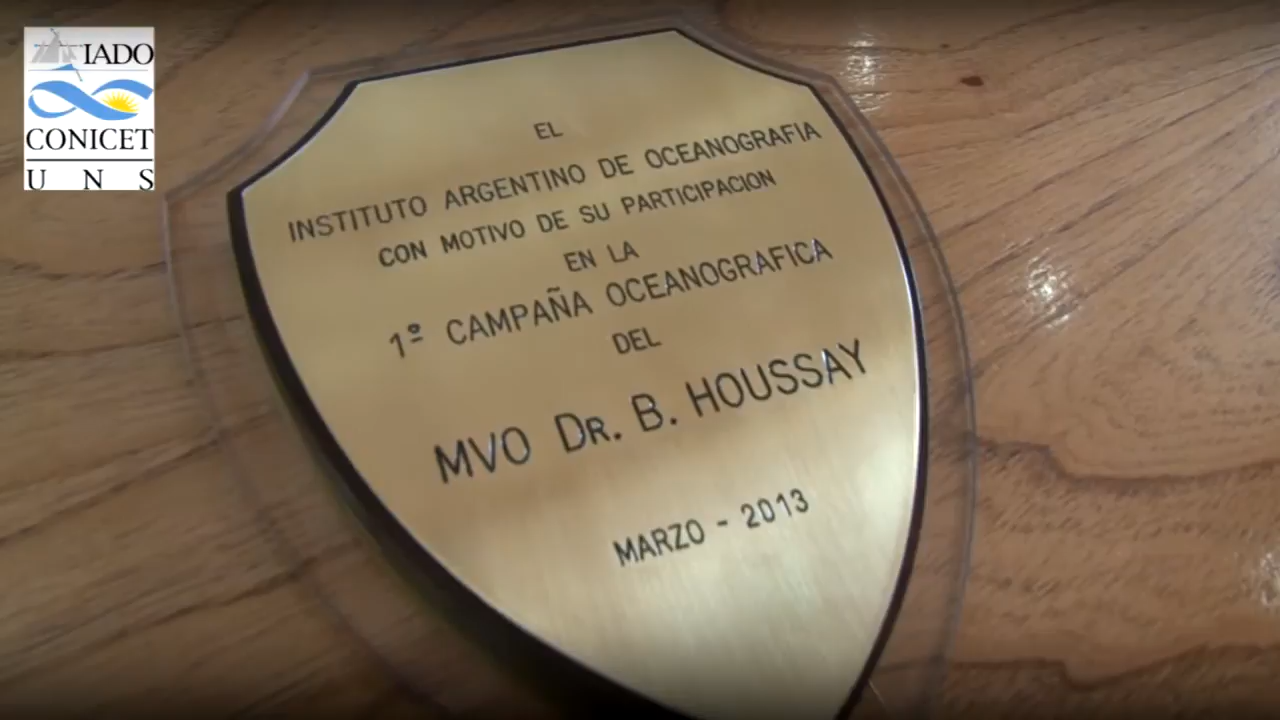 IADO
CONICET
U N S
EL
INSTITUTO ARGENTINO DE OCEANOGRAFIA
CON MOTIVO DE SU PARTICIPACION
EN LA
1º CAMPAÑA OCEANOGRAFICA
DEL
MVO DR. B. HOUSSAY
MARZO - 2013